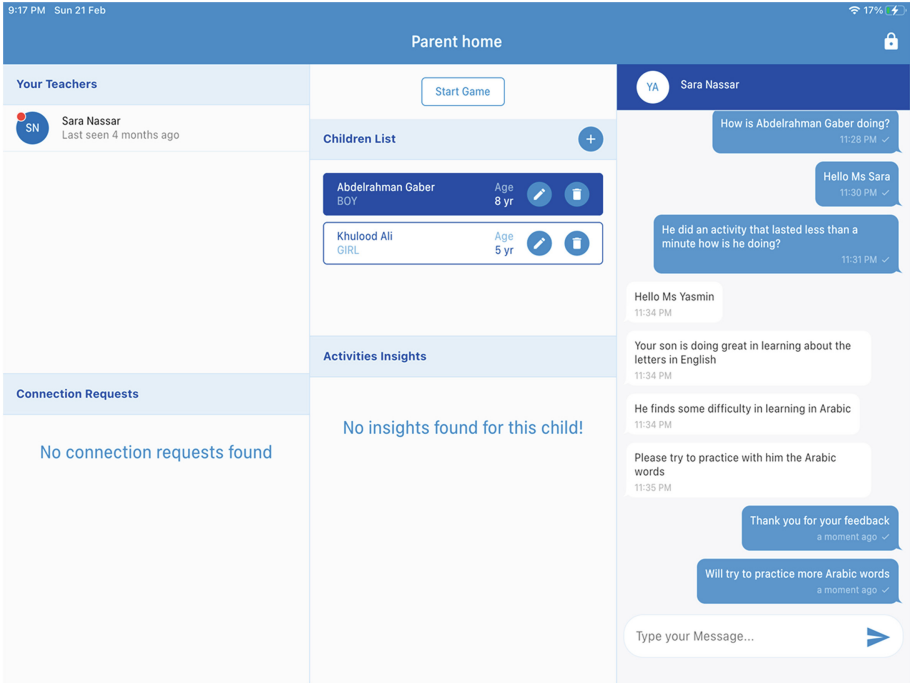 9:17 PM Sun 21 Feb
17%
Parent home
Your Teachers
SN
Sara Nassar
Last seen 4 months ago
Connection Requests
No connection requests found
Start Game
Children List
+
Abdelrahman Gaber
BOY
Age
8 yr
Khulood Ali
GIRL
Age
5 yr
Activities Insights
No insights found for this child!
YA
Sara Nassar
How is Abdelrahman Gaber doing?
11:28 PM
Hello Ms Sara
11:30 PM
He did an activity that lasted less than a
minute how is he doing?
11:31 PM
Hello Ms Yasmin
11:34 PM
Your son is doing great in learning about the
letters in English
11:34 PM
He finds some difficulty in learning in Arabic
11:34 PM
Please try to practice with him the Arabic
words
11:35 PM
Thank you for your feedback
a moment ago
Will try to practice more Arabic words
a moment ago
Type your Message...